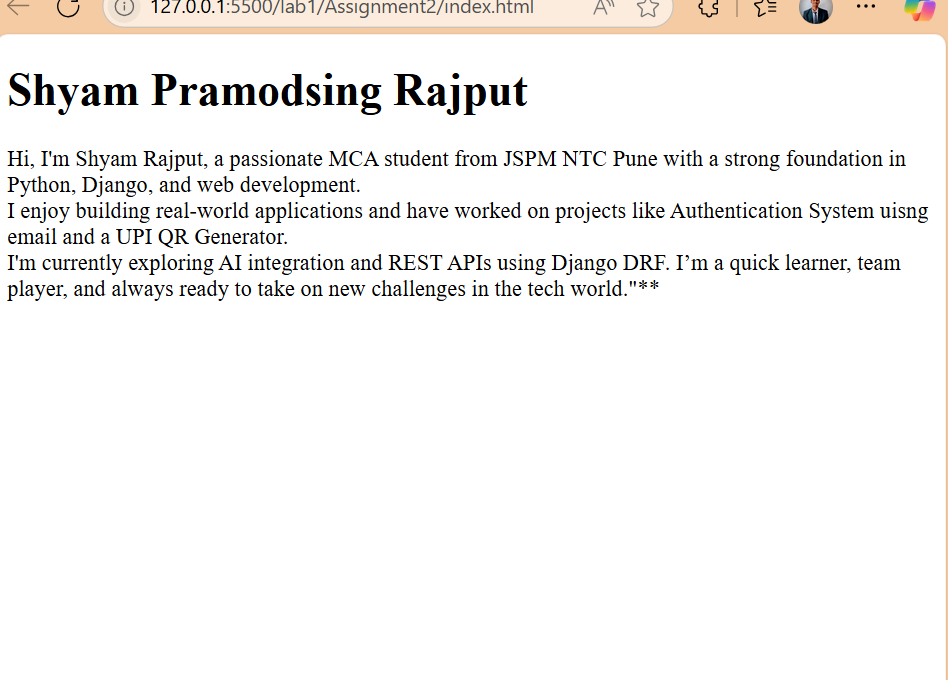 127.0.0.1:5500/lab1/Assignment2/index.html
Shyam Pramodsing Rajput
Hi, I'm Shyam Rajput, a passionate MCA student from JSPM NTC Pune with a strong foundation in
Python, Django, and web development.
I enjoy building real-world applications and have worked on projects like Authentication System uisng
email and a UPI QR Generator.
I'm currently exploring AI integration and REST APIs using Django DRF. I’m a quick learner, team
player, and always ready to take on new challenges in the tech world."**